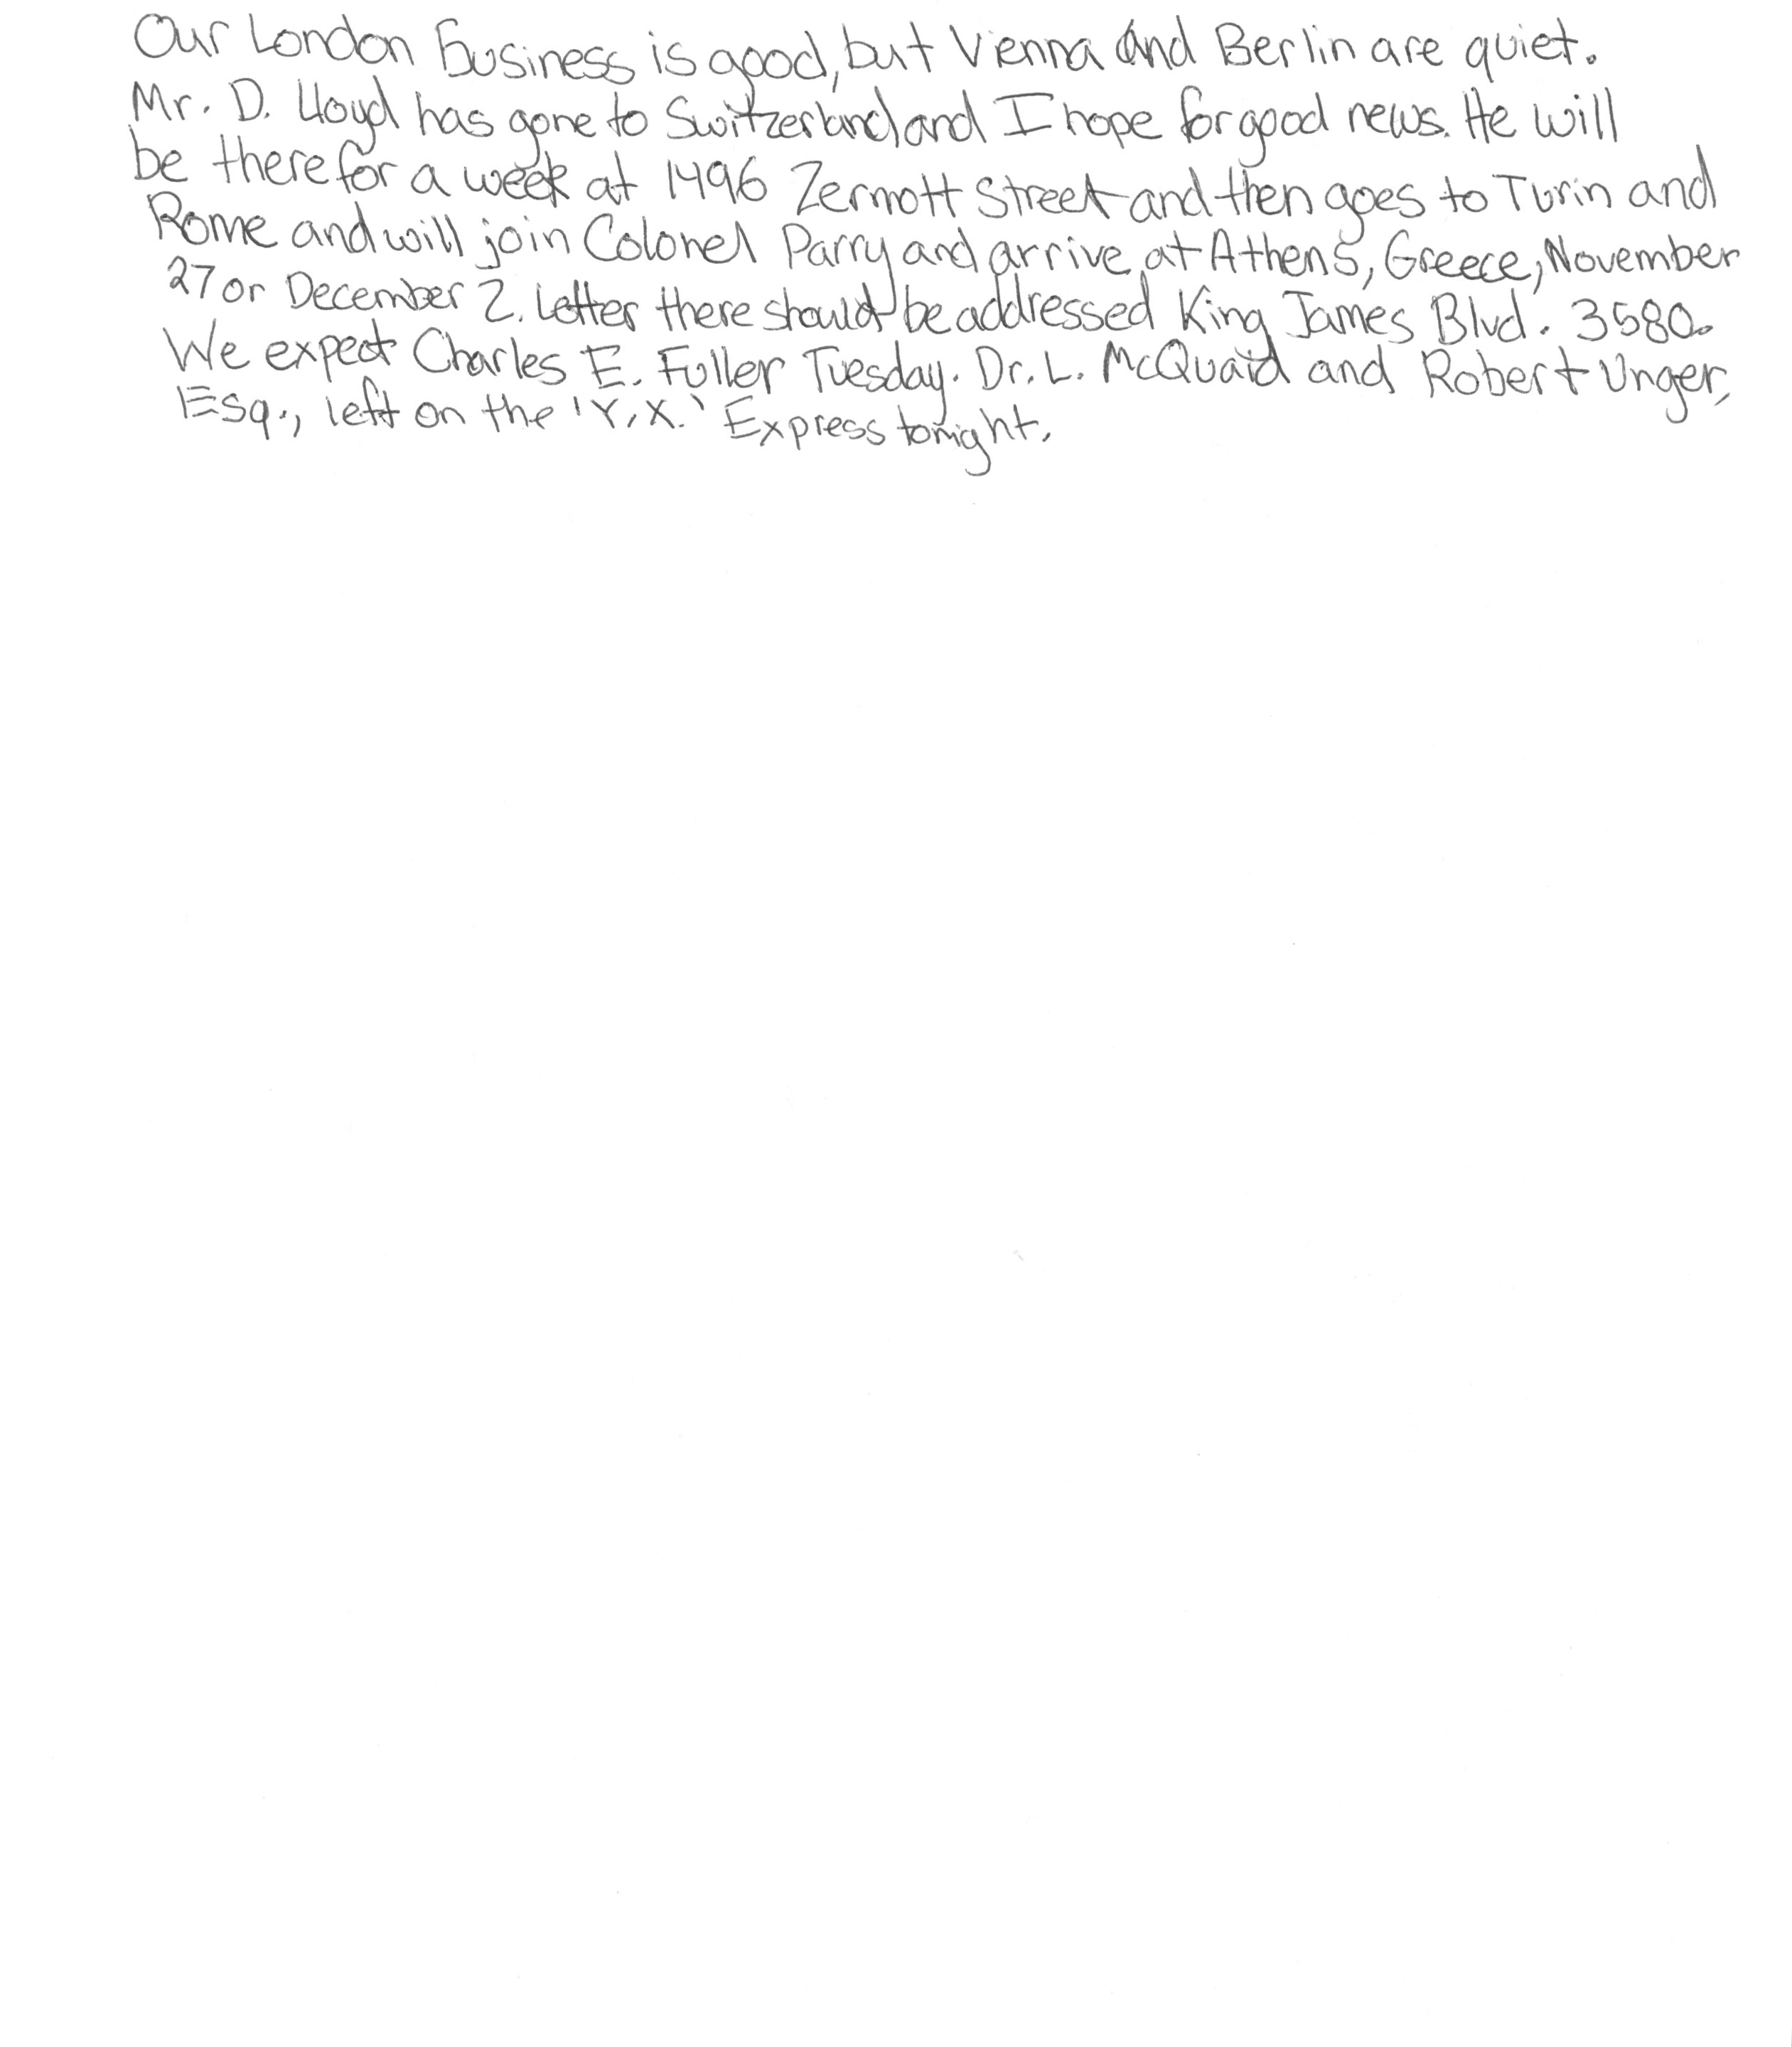 Our London business is good, but Vienna and Berlin are quiet.
Mr. D. Lloyd has gone to Switzerland and I hope for good news. He will
be there for a week at 1496 Zermott Street and then goes to Turin and
Rome and will join Colonel Parry and arrive at Athens, Greece, November
27 or December 2. Letter there should be addressed King James Blvd. 3580.
We expect Charles E. Fuller Tuesday. Dr. L. McQuaid and Robert Unger,
Esq., left on the 'Y.X.' Express tonight.